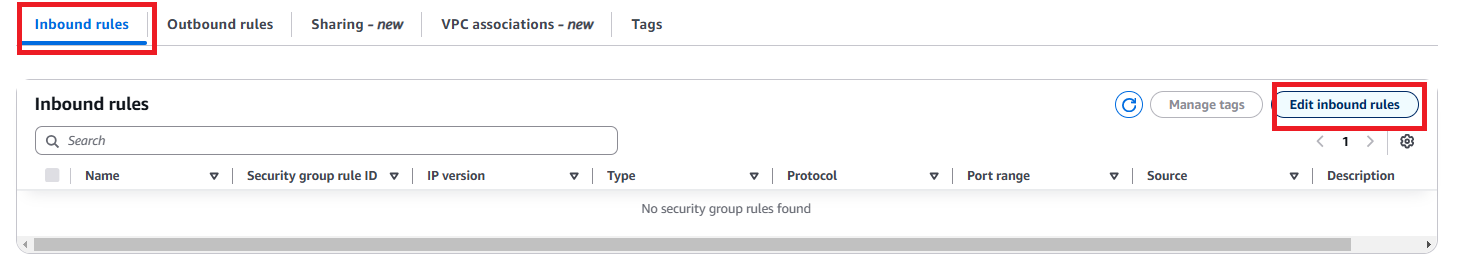 Inbound rules Outbound rules Sharing - new VPC associations - new Tags
Inbound rules Manage tags Edit inbound rules
Search 1
Name Security group rule ID IP version Type Protocol Port range Source Description
No security group rules found